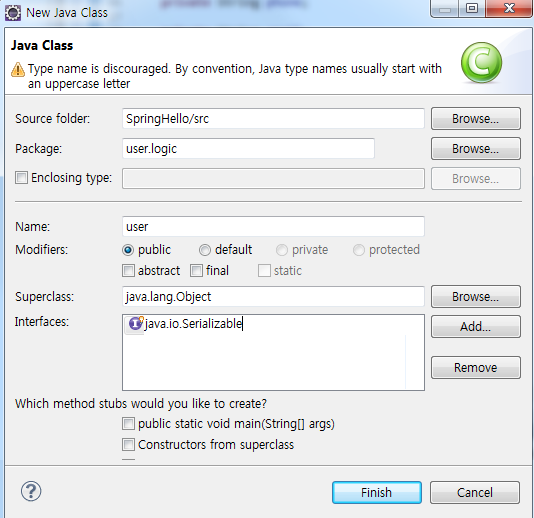 New Java Class
private String phone;
Java Class
Type name is discouraged. By convention, Java type names usually start with
an uppercase letter
Source folder: SpringHello/src Browse...
Package: user.logic Browse...
Enclosing type: Browse...
Name: user
Modifiers: public default private protected
abstract final static
Superclass: java.lang.Object Browse...
Interfaces: java.io.Serializable Add...
Remove
Which method stubs would you like to create?
public static void main(String[] args)
Constructors from superclass
Finish Cancel